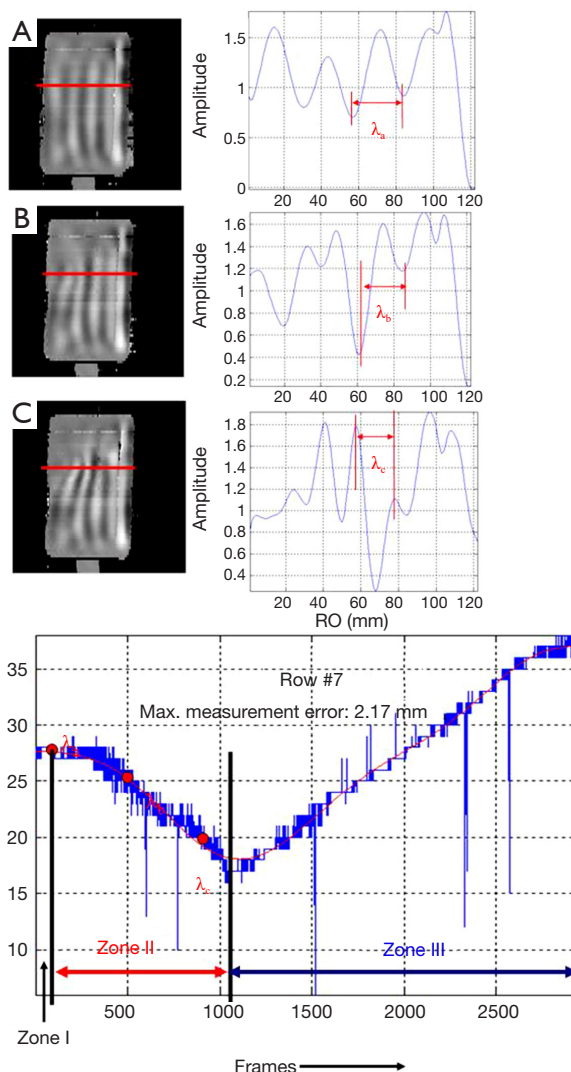 A
Amplitude
1.5
1
0.5
0
20 40 60 80 100 120
λa
B
Amplitude
1.6
1.4
1.2
1
0.8
0.6
0.4
0.2
20 40 60 80 100 120
λb
C
Amplitude
1.8
1.6
1.4
1.2
1
0.8
0.6
0.4
20 40 60 80 100 120
λc
RO (mm)
35
30
25
20
15
10
Row #7
Max. measurement error: 2.17 mm
λc
Zone II
Zone III
500 1000 1500 2000 2500
Zone I
Frames